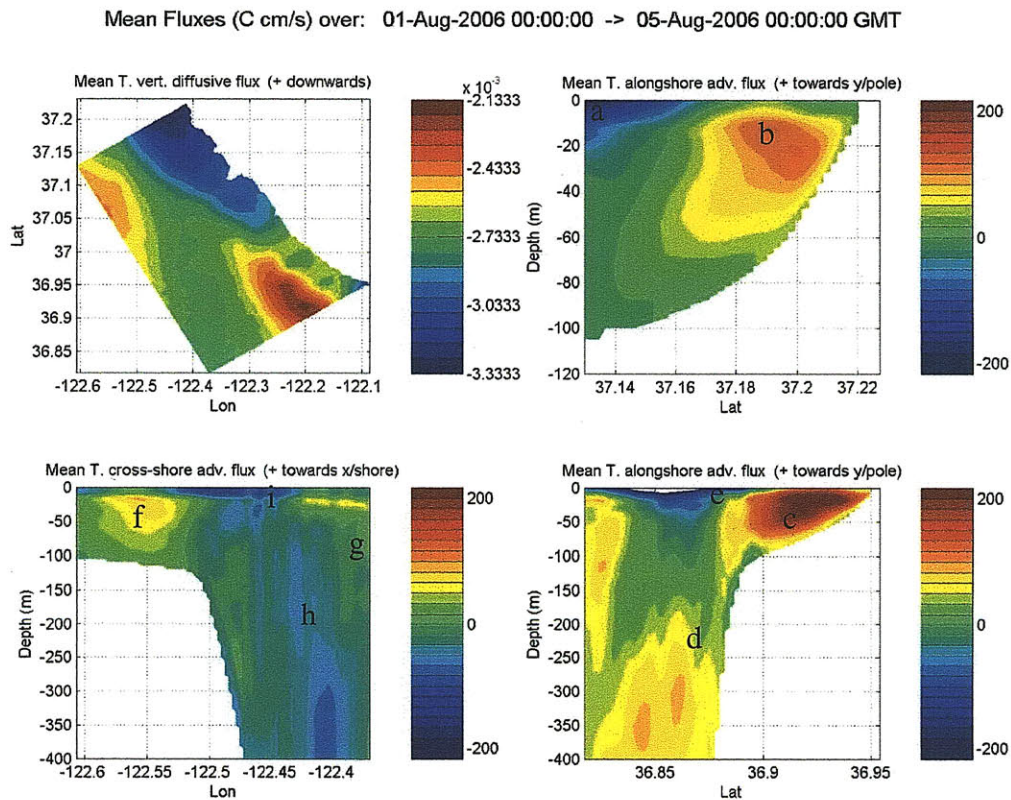 Mean Fluxes (C cm/s) over: 01-Aug-2006 00:00:00 -> 05-Aug-2006 00:00:00 GMT
Mean T. vert. diffusive flux (+ downwards)
x 10⁻³
37.2
37.15
37.1
37.05
37
36.95
36.9
36.85
Lat
-122.6 -122.5 -122.4 -122.3 -122.2 -122.1
Lon
-2.1333
-2.4333
-2.7333
-3.0333
-3.3333
Mean T. alongshore adv. flux (+ towards y/pole)
a
b
0
-20
-40
-60
-80
-100
-120
Depth (m)
37.14 37.16 37.18 37.2 37.22
Lat
200
0
-200
Mean T. cross-shore adv. flux (+ towards x/shore)
i
f
g
h
0
-50
-100
-150
-200
-250
-300
-350
-400
Depth (m)
-122.6 -122.55 -122.5 -122.45 -122.4
Lon
200
0
-200
Mean T. alongshore adv. flux (+ towards y/pole)
e
c
d
0
-50
-100
-150
-200
-250
-300
-350
-400
Depth (m)
36.85 36.9 36.95
Lat
200
0
-200